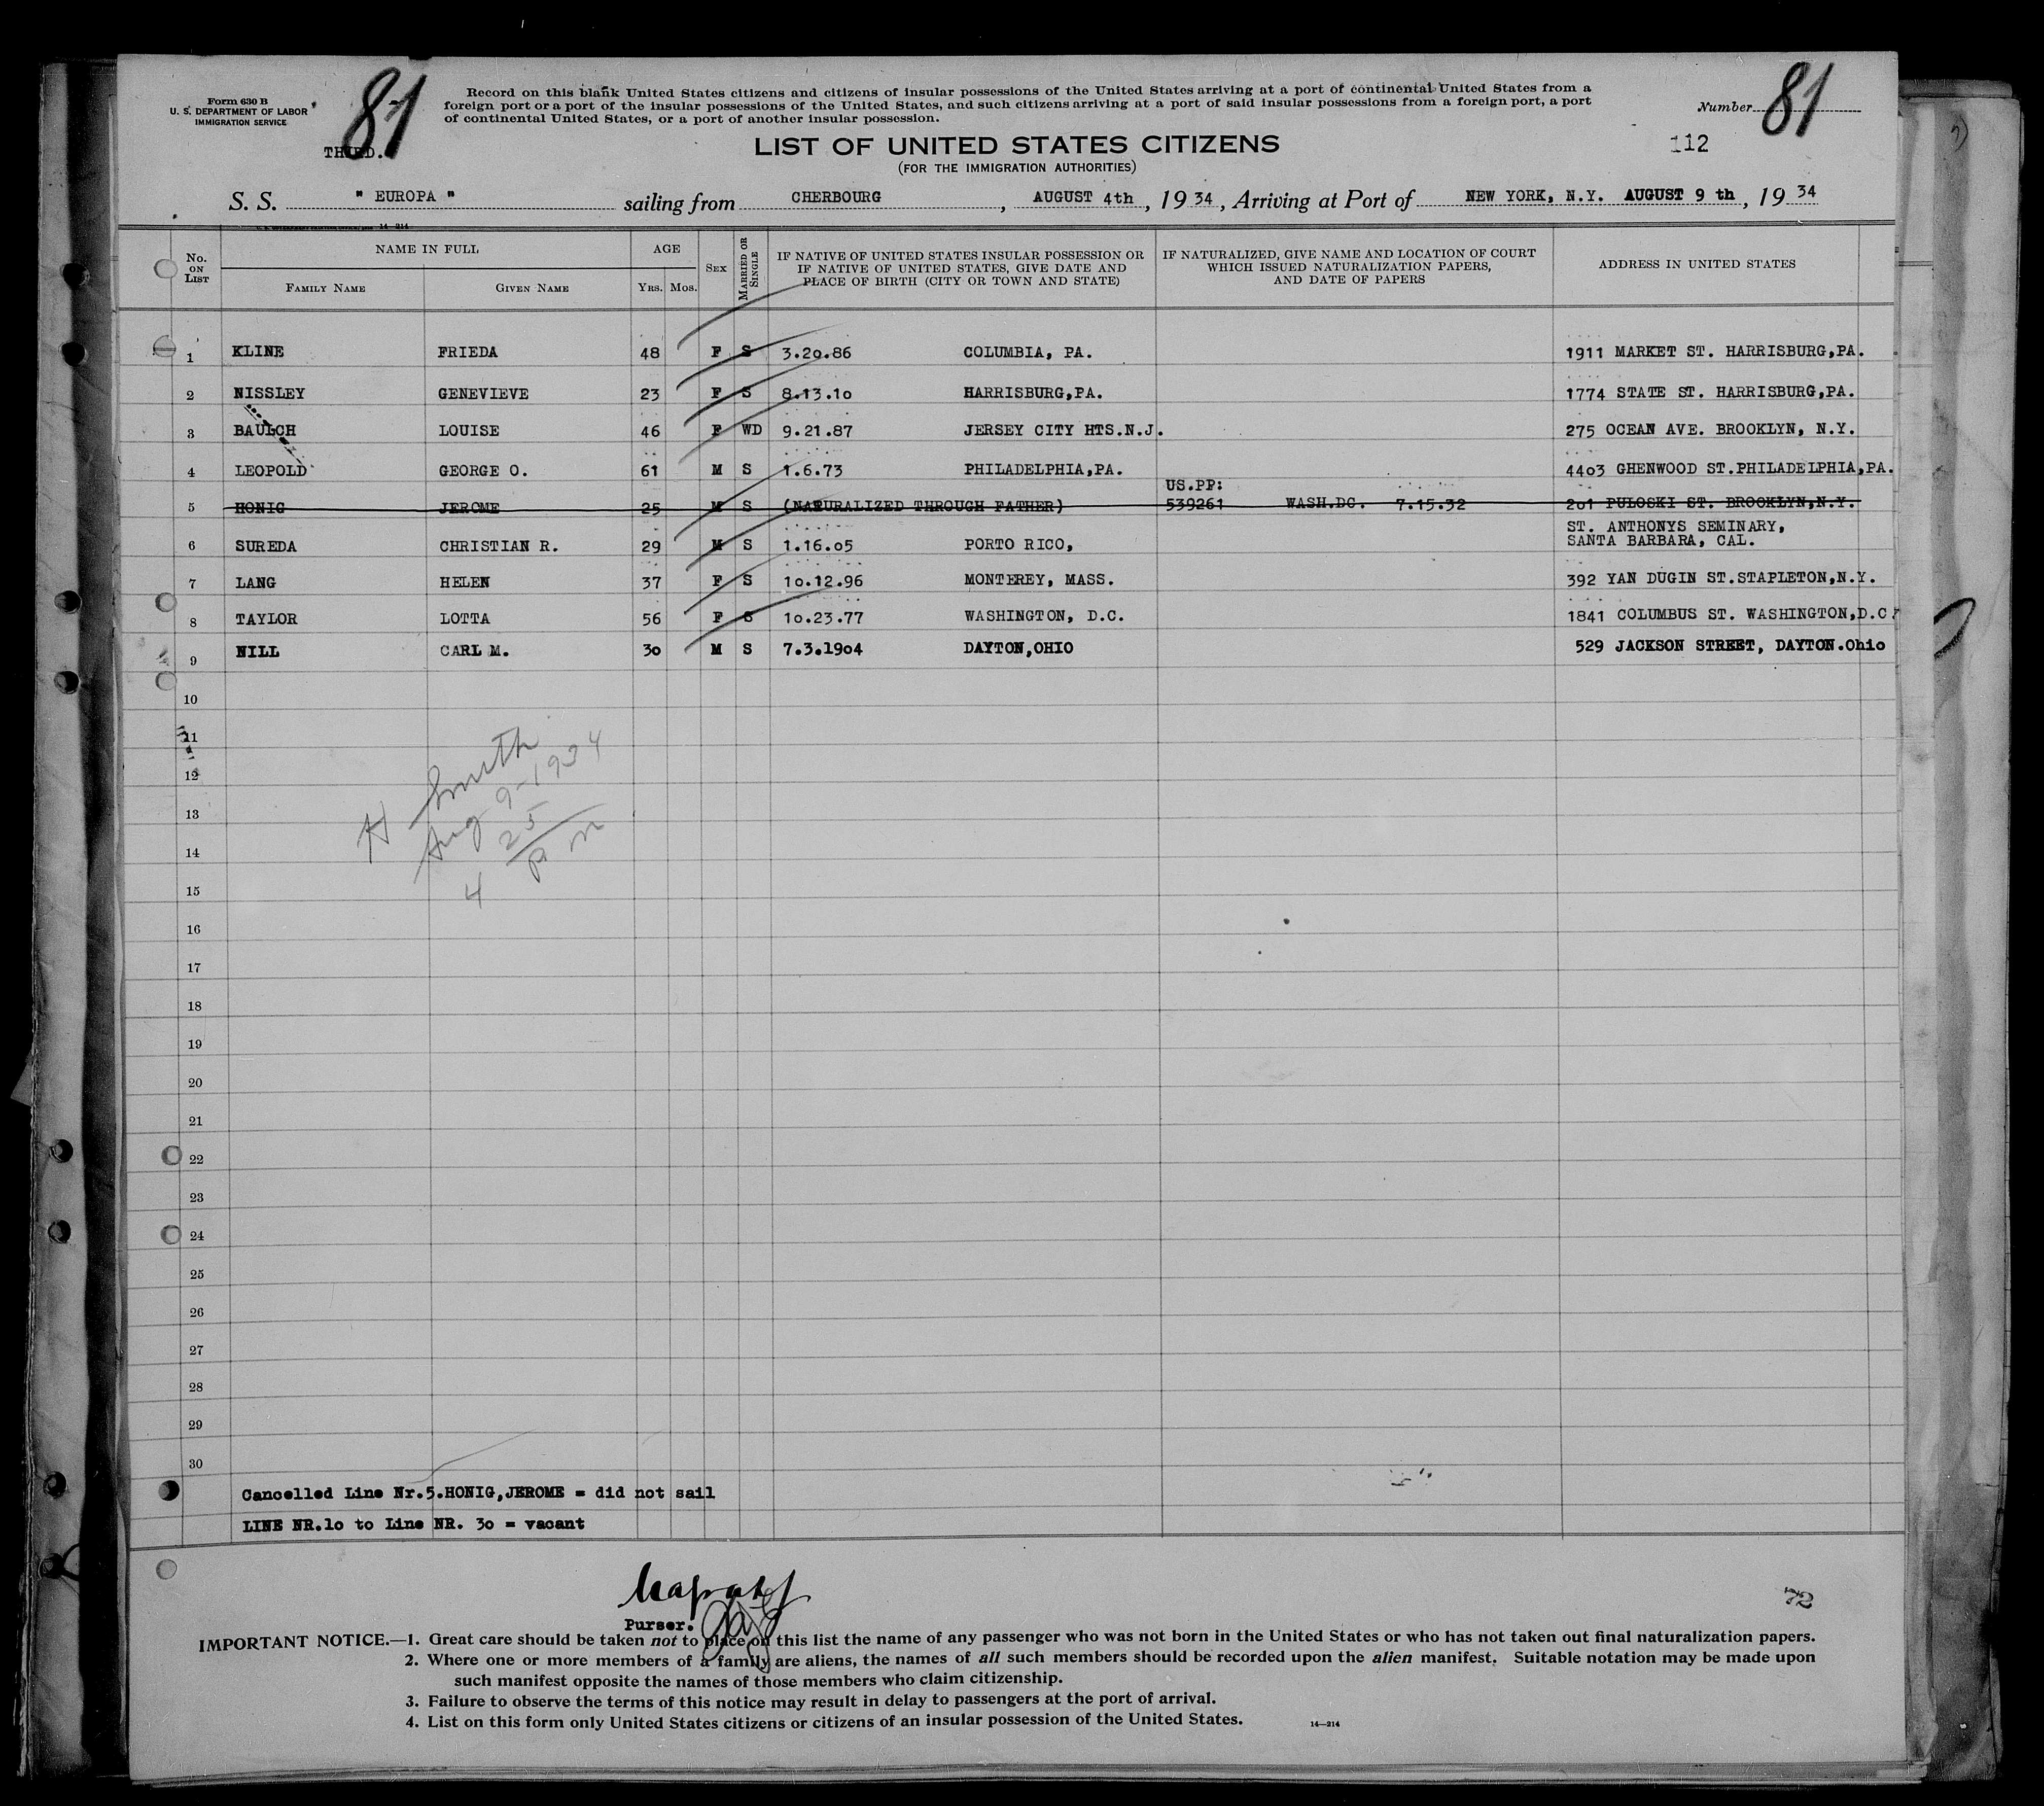 Form 630 B
U. S. DEPARTMENT OF LABOR
IMMIGRATION SERVICE
81
THIRD.
Record on this blank United States citizens and citizens of insular possessions of the United States arriving at a port of continental United States from a
foreign port or a port of the insular possessions of the United States, and such citizens arriving at a port of said insular possessions from a foreign port, a port
of continental United States, or a port of another insular possession.
Number 81
112
LIST OF UNITED STATES CITIZENS
(FOR THE IMMIGRATION AUTHORITIES)
S. S. " EUROPA " sailing from CHERBOURG, AUGUST 4th, 19 34, Arriving at Port of NEW YORK, N.Y. AUGUST 9 th, 19 34
14-214
No. ON LIST NAME IN FULL FAMILY NAME GIVEN NAME AGE YRS. MOS. SEX MARRIED OR SINGLE IF NATIVE OF UNITED STATES INSULAR POSSESSION OR IF NATIVE OF UNITED STATES, GIVE DATE AND PLACE OF BIRTH (CITY OR TOWN AND STATE) IF NATURALIZED, GIVE NAME AND LOCATION OF COURT WHICH ISSUED NATURALIZATION PAPERS, AND DATE OF PAPERS ADDRESS IN UNITED STATES
1 KLINE FRIEDA 48 F S 3.20.86 COLUMBIA, PA. 1911 MARKET ST. HARRISBURG,PA.
2 NISSLEY GENEVIEVE 23 F S 8.13.10 HARRISBURG,PA. 1774 STATE ST. HARRISBURG,PA.
3 BAULCH LOUISE 46 F WD 9.21.87 JERSEY CITY HTS.N.J. 275 OCEAN AVE. BROOKLYN, N.Y.
4 LEOPOLD GEORGE O. 61 M S 1.6.73 PHILADELPHIA,PA. 4403 GHENWOOD ST.PHILADELPHIA,PA.
US.PP:
5 HONIG JEROME 25 M S (NATURALIZED THROUGH FATHER) 539261 WASH.DC. 7.15.32 201 PULOSKI ST. BROOKLYN,N.Y.
ST. ANTHONYS SEMINARY,
6 SUREDA CHRISTIAN R. 29 M S 1.16.05 PORTO RICO, SANTA BARBARA, CAL.
7 LANG HELEN 37 F S 10.12.96 MONTEREY, MASS. 392 YAN DUGIN ST.STAPLETON,N.Y.
8 TAYLOR LOTTA 56 F S 10.23.77 WASHINGTON, D.C. 1841 COLUMBUS ST. WASHINGTON,D.C.
9 NILL CARL M. 30 M S 7.3.1904 DAYTON,OHIO 529 JACKSON STREET, DAYTON.Ohio
10
11
12
13
14
15
16
17
18
19
20
21
22
23
24
25
26
27
28
29
30
H Smith
Aug 9-1934
4 25 P m
Cancelled Line Nr.5.HONIG,JEROME = did not sail
LINE NR.10 to Line NR. 30 = vacant
Purser.
72
IMPORTANT NOTICE.—1. Great care should be taken not to place on this list the name of any passenger who was not born in the United States or who has not taken out final naturalization papers.
2. Where one or more members of a family are aliens, the names of all such members should be recorded upon the alien manifest. Suitable notation may be made upon
such manifest opposite the names of those members who claim citizenship.
3. Failure to observe the terms of this notice may result in delay to passengers at the port of arrival.
4. List on this form only United States citizens or citizens of an insular possession of the United States.
14—214